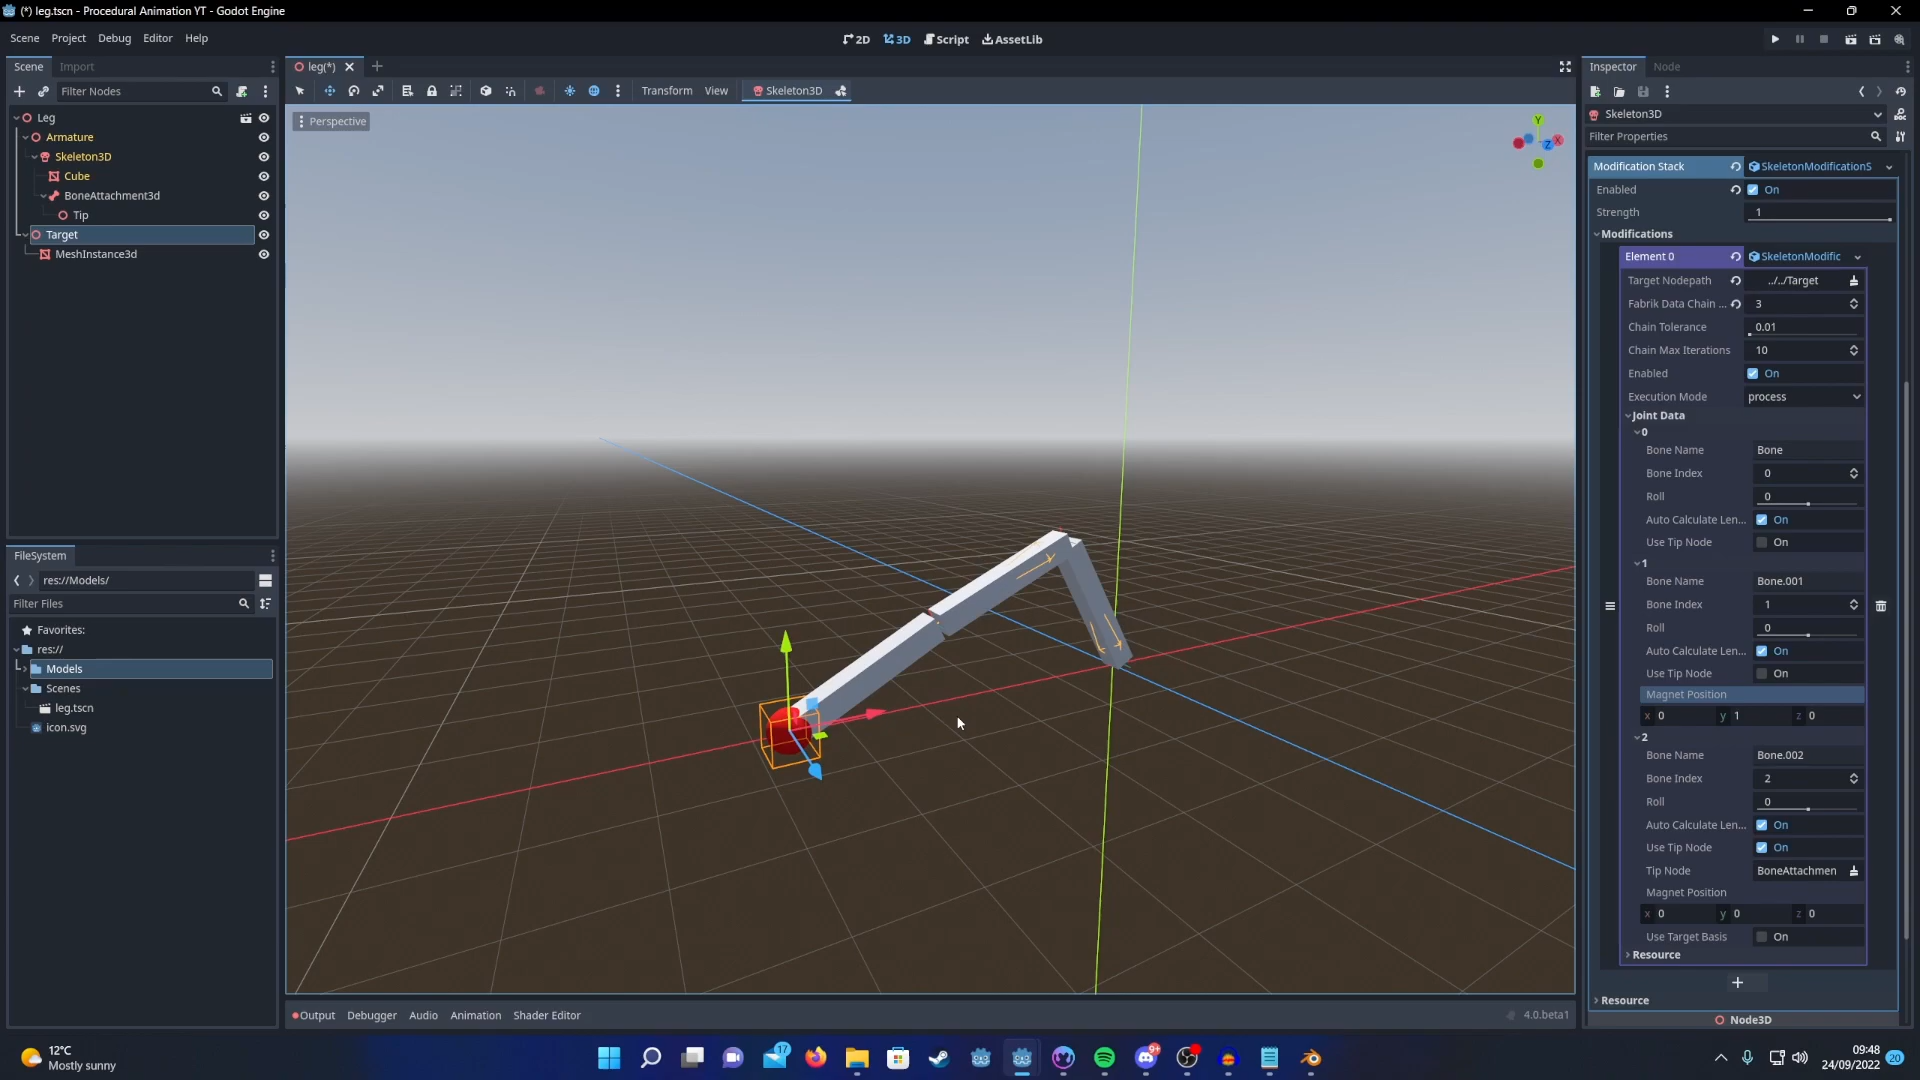 (*) leg.tscn - Procedural Animation YT - Godot Engine
Scene Project Debug Editor Help
2D 3D Script AssetLib
Scene Import
Filter Nodes
Leg
Armature
Skeleton3D
Cube
BoneAttachment3d
Tip
Target
MeshInstance3d
FileSystem
res://Models/
Filter Files
Favorites:
res://
Models
Scenes
leg.tscn
icon.svg
leg(*)
Transform View Skeleton3D
Perspective
Y
X
Z
Output Debugger Audio Animation Shader Editor
4.0.beta1
Inspector Node
Skeleton3D
DOC
Filter Properties
Modification Stack SkeletonModificationS
Enabled On
Strength 1
Modifications
Element 0 SkeletonModific
Target Nodepath ../../Target
Fabrik Data Chain ... 3
Chain Tolerance 0.01
Chain Max Iterations 10
Enabled On
Execution Mode process
Joint Data
0
Bone Name Bone
Bone Index 0
Roll 0
Auto Calculate Len... On
Use Tip Node On
1
Bone Name Bone.001
Bone Index 1
Roll 0
Auto Calculate Len... On
Use Tip Node On
Magnet Position
x 0 y 1 z 0
2
Bone Name Bone.002
Bone Index 2
Roll 0
Auto Calculate Len... On
Use Tip Node On
Tip Node BoneAttachmen
Magnet Position
x 0 y 0 z 0
Use Target Basis On
Resource
Resource
Node3D
12°C
Mostly sunny
17
9+
09:48
24/09/2022
20